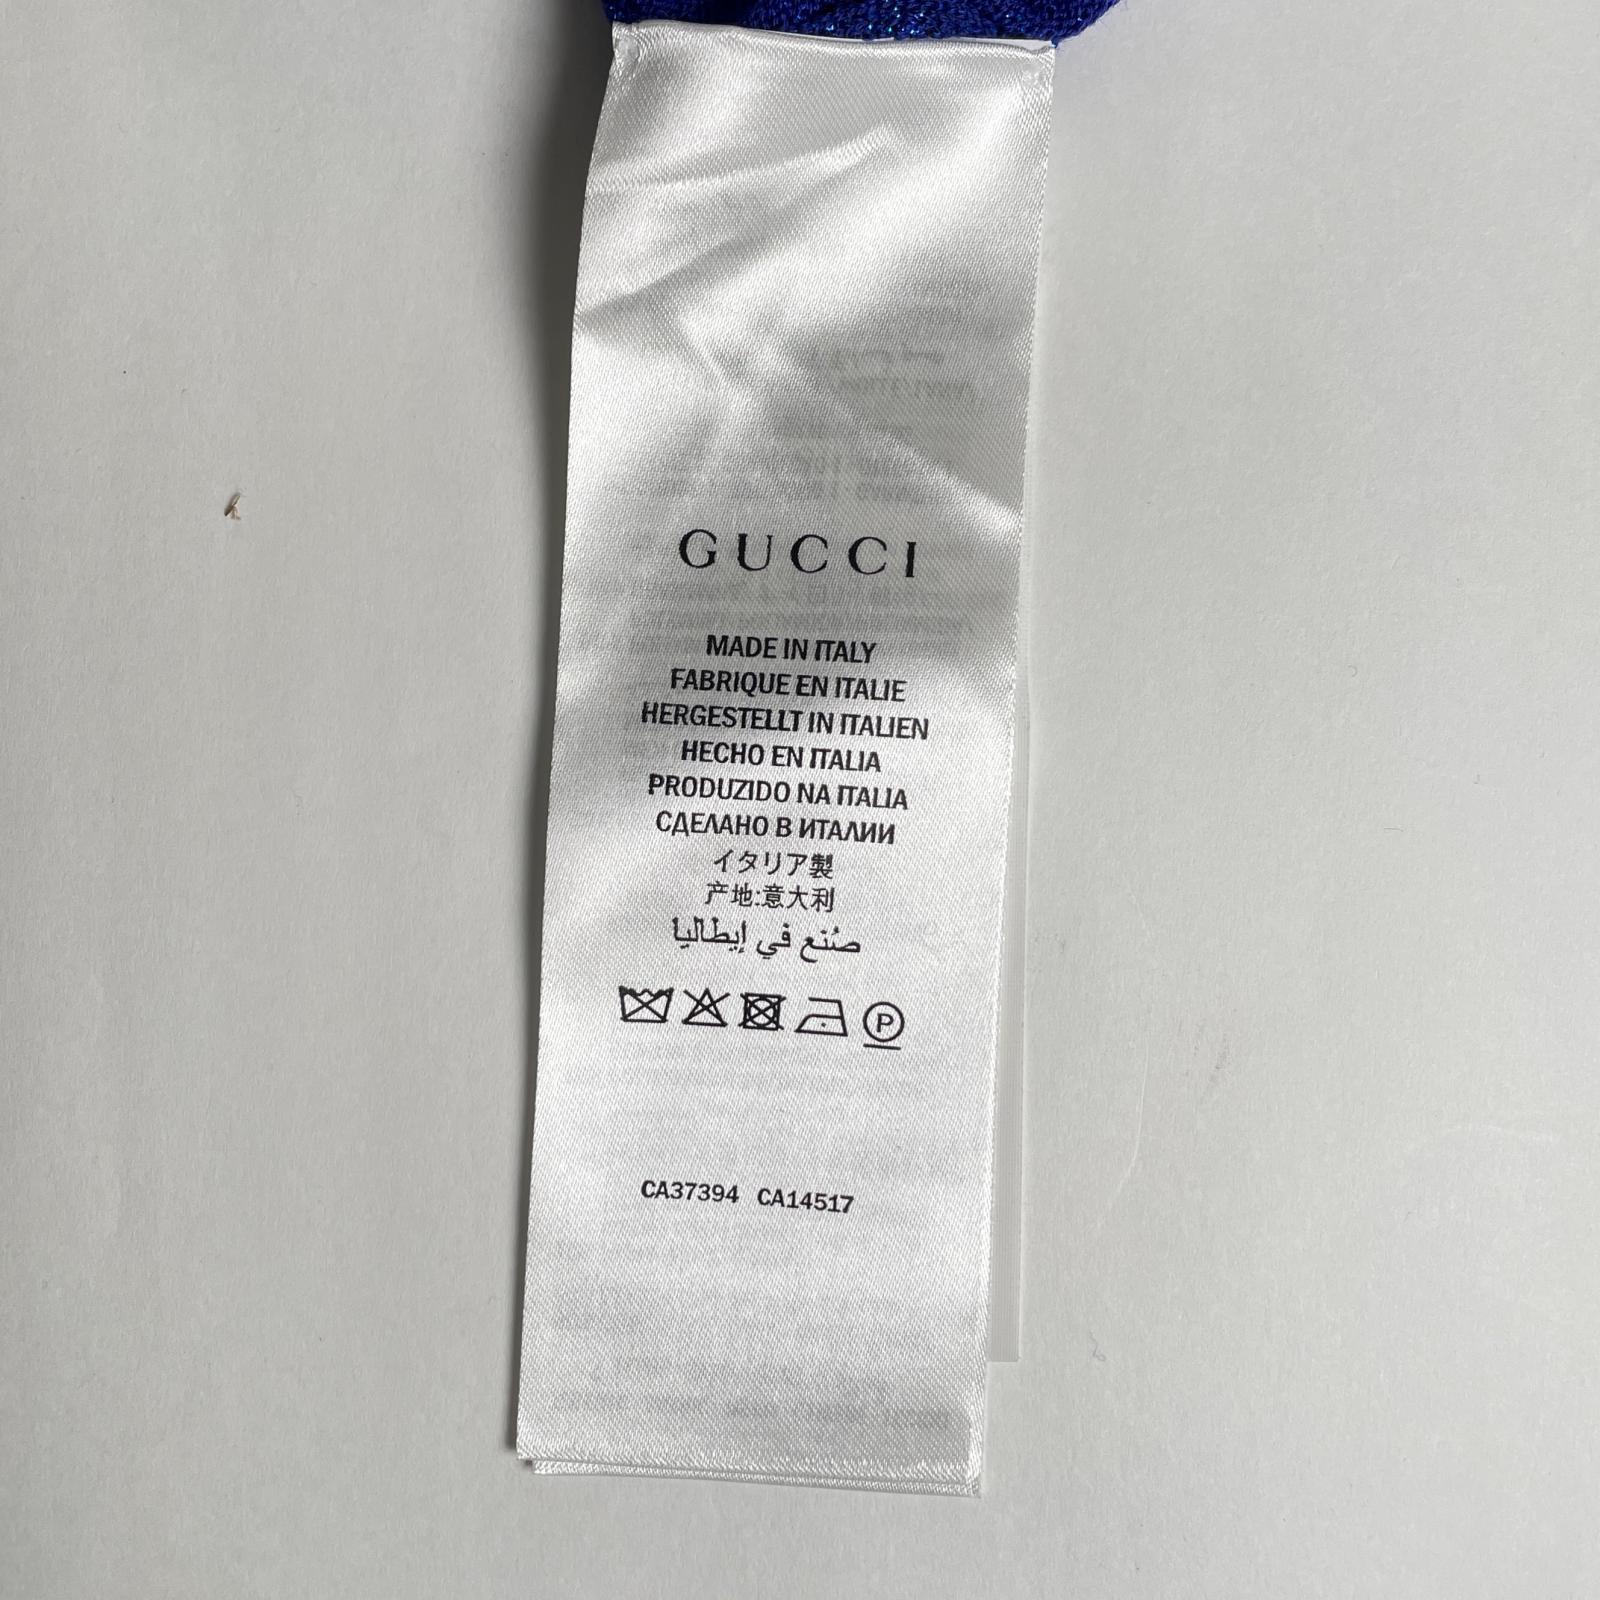 GUCCI
MADE IN ITALY
FABRIQUE EN ITALIE
HERGESTELLT IN ITALIEN
HECHO EN ITALIA
PRODUZIDO NA ITALIA
СДЕЛАНО В ИТАЛИИ
イタリア製
产地:意大利
صُنع في إيطاليا
P
CA37394 CA14517